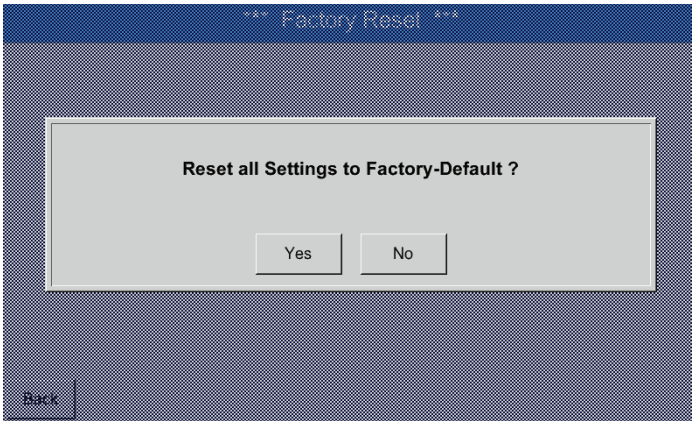 *** Factory Reset ***
Reset all Settings to Factory-Default ?
Yes No
Back